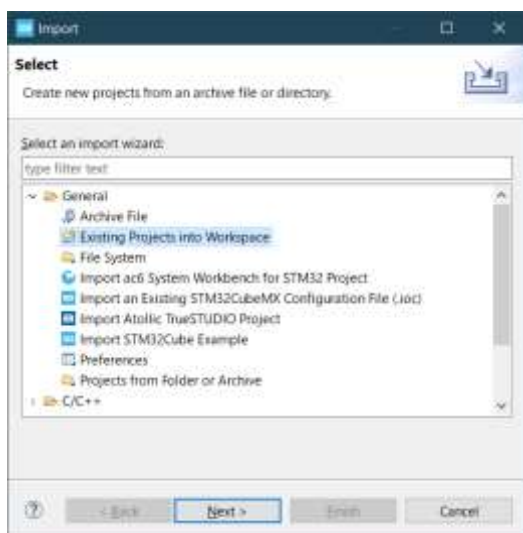 Import
Select
Create new projects from an archive file or directory.
Select an import wizard:
type filter text
General
Archive File
Existing Projects into Workspace
File System
Import ac6 System Workbench for STM32 Project
Import an Existing STM32CubeMX Configuration File (.ioc)
Import Atollic TrueSTUDIO Project
Import STM32Cube Example
Preferences
Projects from Folder or Archive
C/C++
< Back
Next >
Finish
Cancel